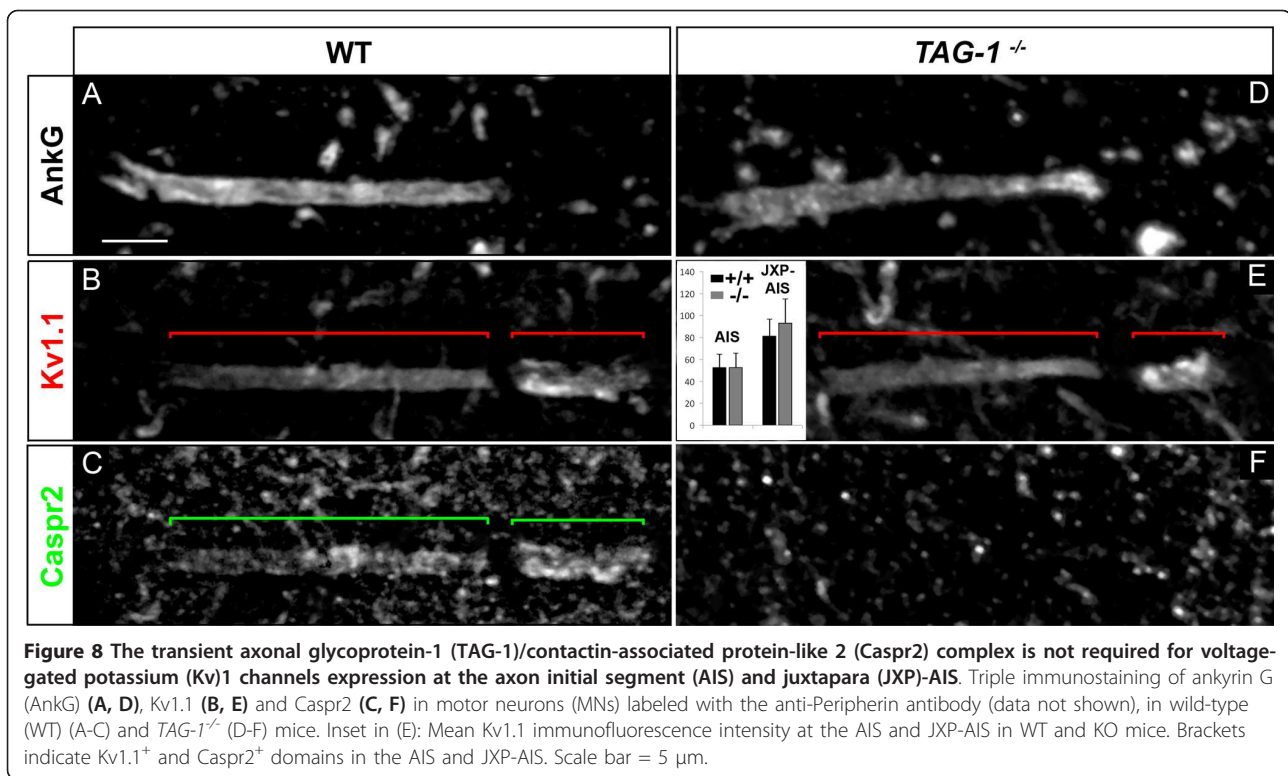 WT
TAG-1 -/-
AnkG
A
D
Kv1.1
B
E
140
120
100
80
60
40
20
0
+/+
-/-
JXP-
AIS
AIS
Caspr2
C
F
Figure 8 The transient axonal glycoprotein-1 (TAG-1)/contactin-associated protein-like 2 (Caspr2) complex is not required for voltage-
gated potassium (Kv)1 channels expression at the axon initial segment (AIS) and juxtapara (JXP)-AIS. Triple immunostaining of ankyrin G
(AnkG) (A, D), Kv1.1 (B, E) and Caspr2 (C, F) in motor neurons (MNs) labeled with the anti-Peripherin antibody (data not shown), in wild-type
(WT) (A-C) and TAG-1-/- (D-F) mice. Inset in (E): Mean Kv1.1 immunofluorescence intensity at the AIS and JXP-AIS in WT and KO mice. Brackets
indicate Kv1.1+ and Caspr2+ domains in the AIS and JXP-AIS. Scale bar = 5 μm.